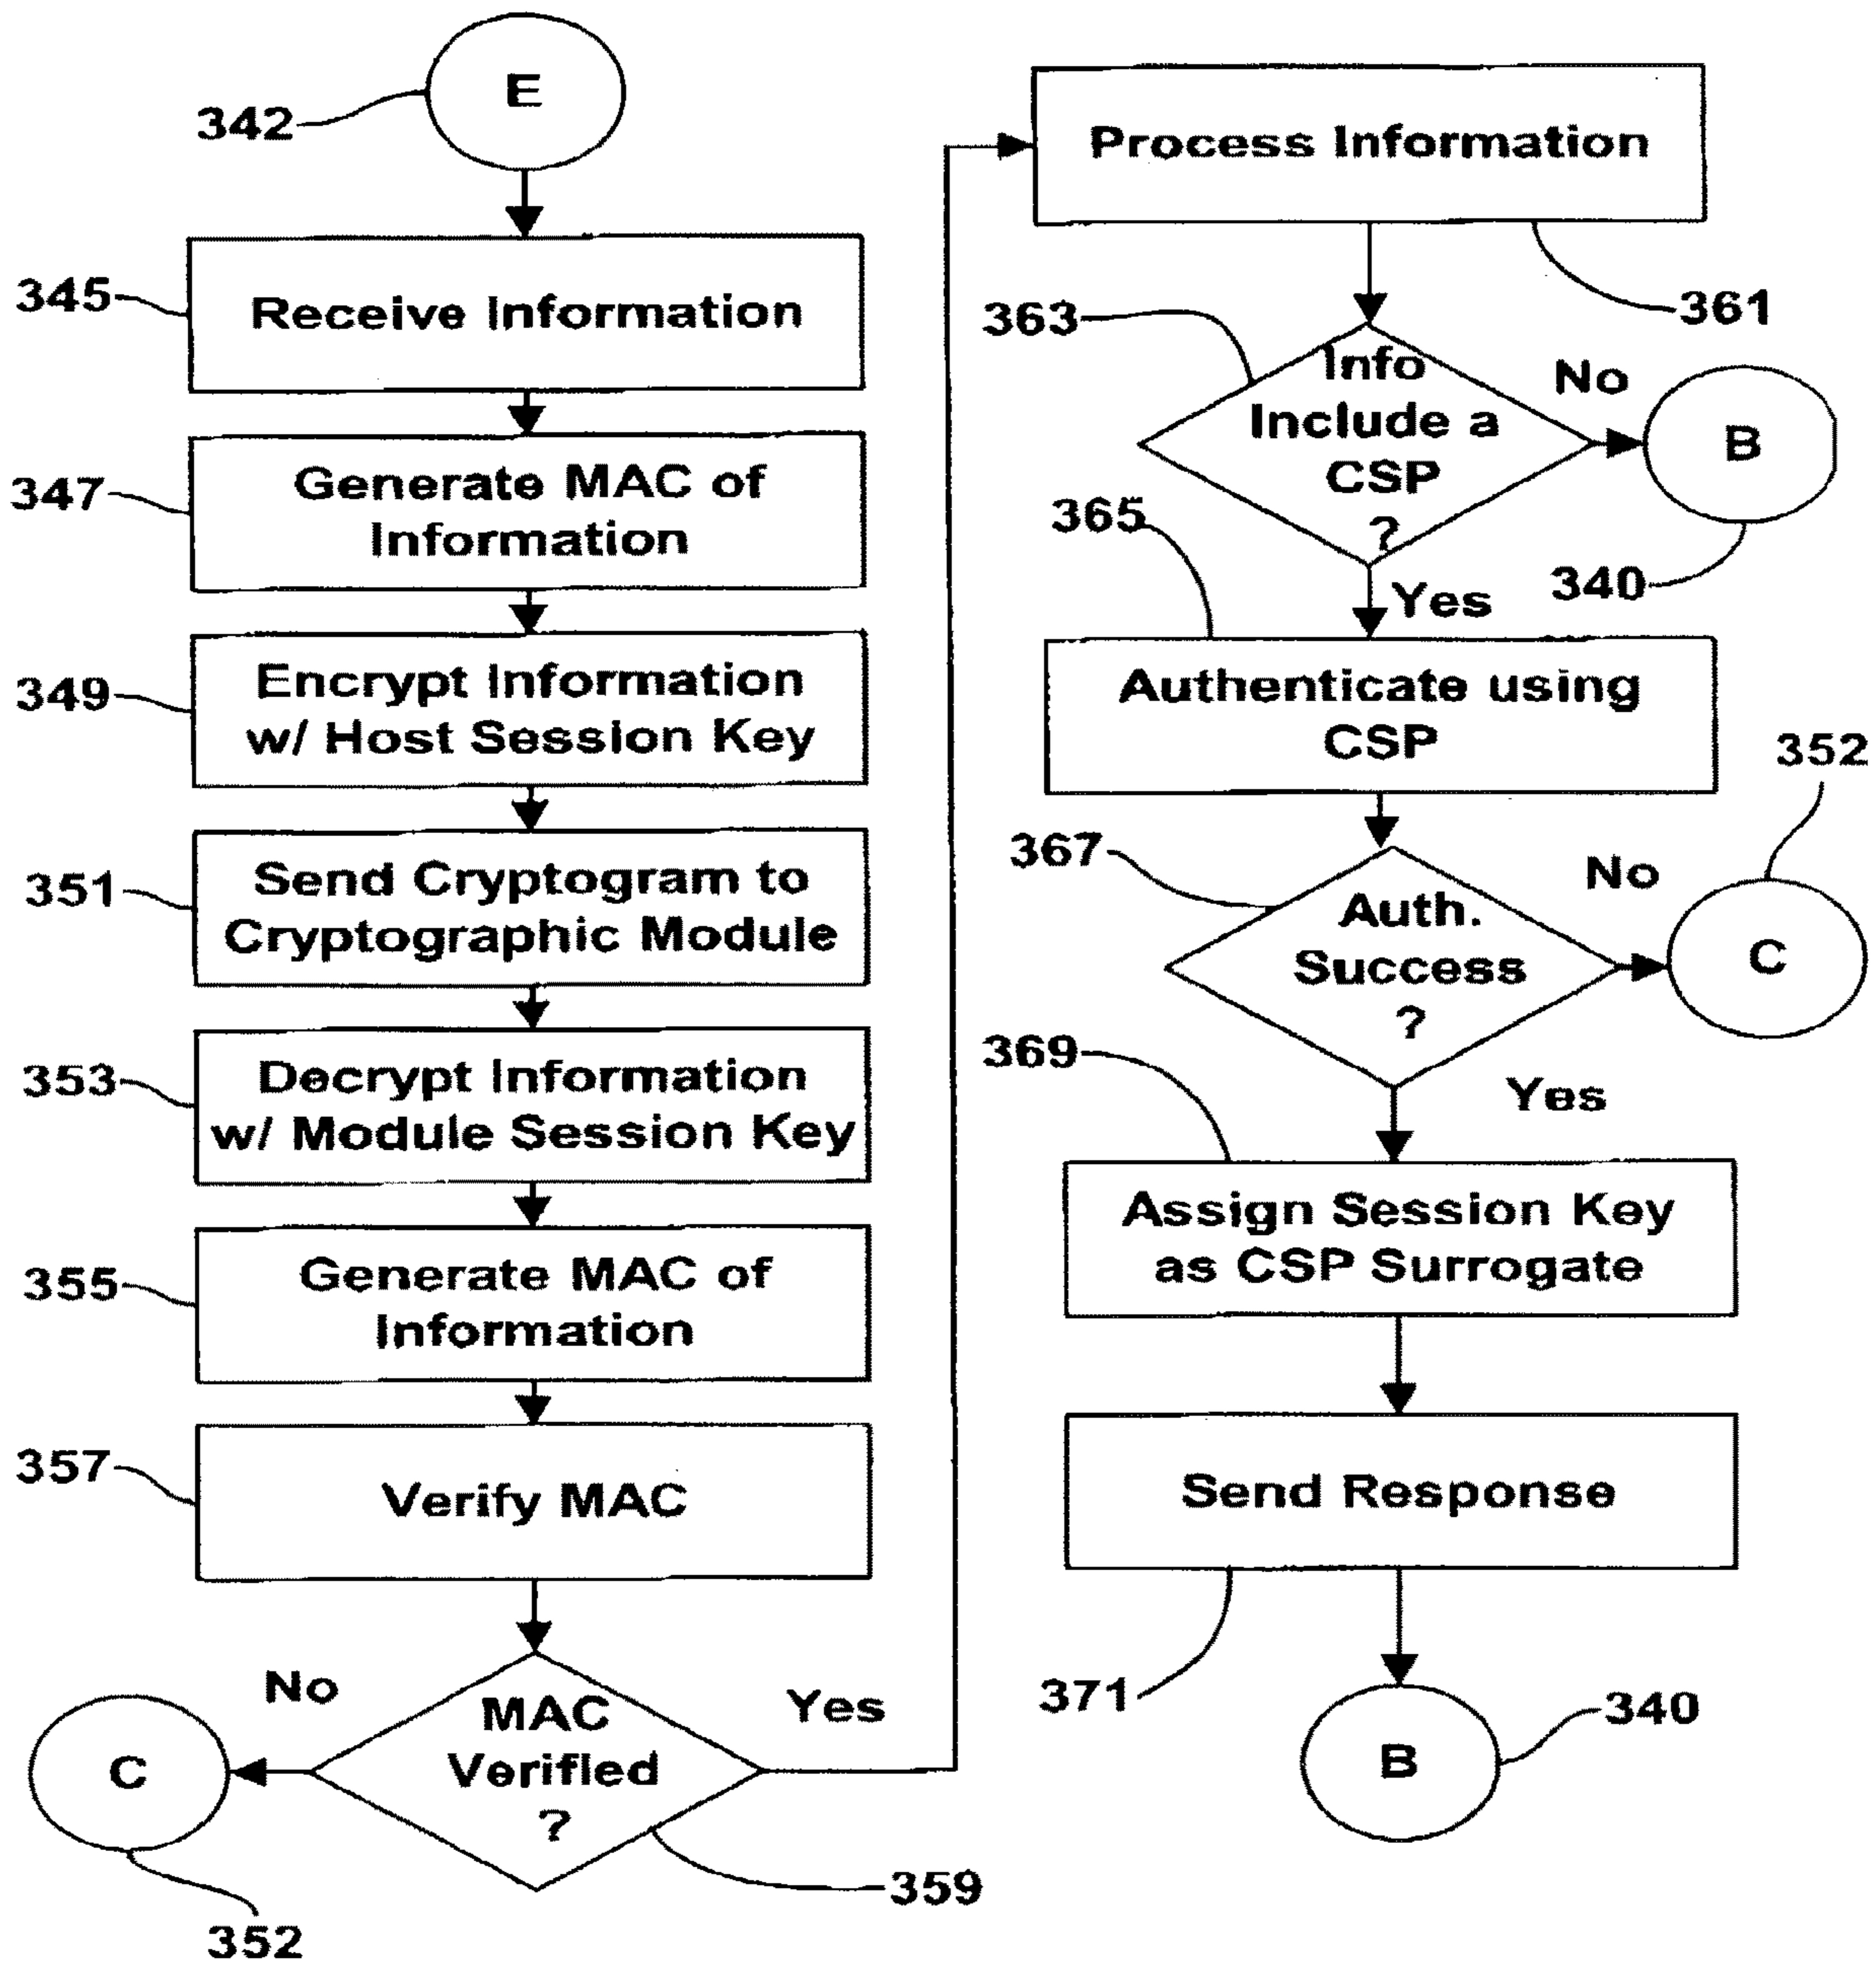 E
342
345
Receive Information
347
Generate MAC of
Information
349
Encrypt Information
w/ Host Session Key
351
Send Cryptogram to
Cryptographic Module
353
Decrypt Information
w/ Module Session Key
355
Generate MAC of
Information
357
Verify MAC
No
MAC
Verified
?
Yes
C
359
352
Process Information
361
363
Info
Include a
CSP
?
No
B
340
365
Yes
Authenticate using
CSP
352
367
Auth.
Success
?
No
C
369
Yes
Assign Session Key
as CSP Surrogate
Send Response
371
B
340